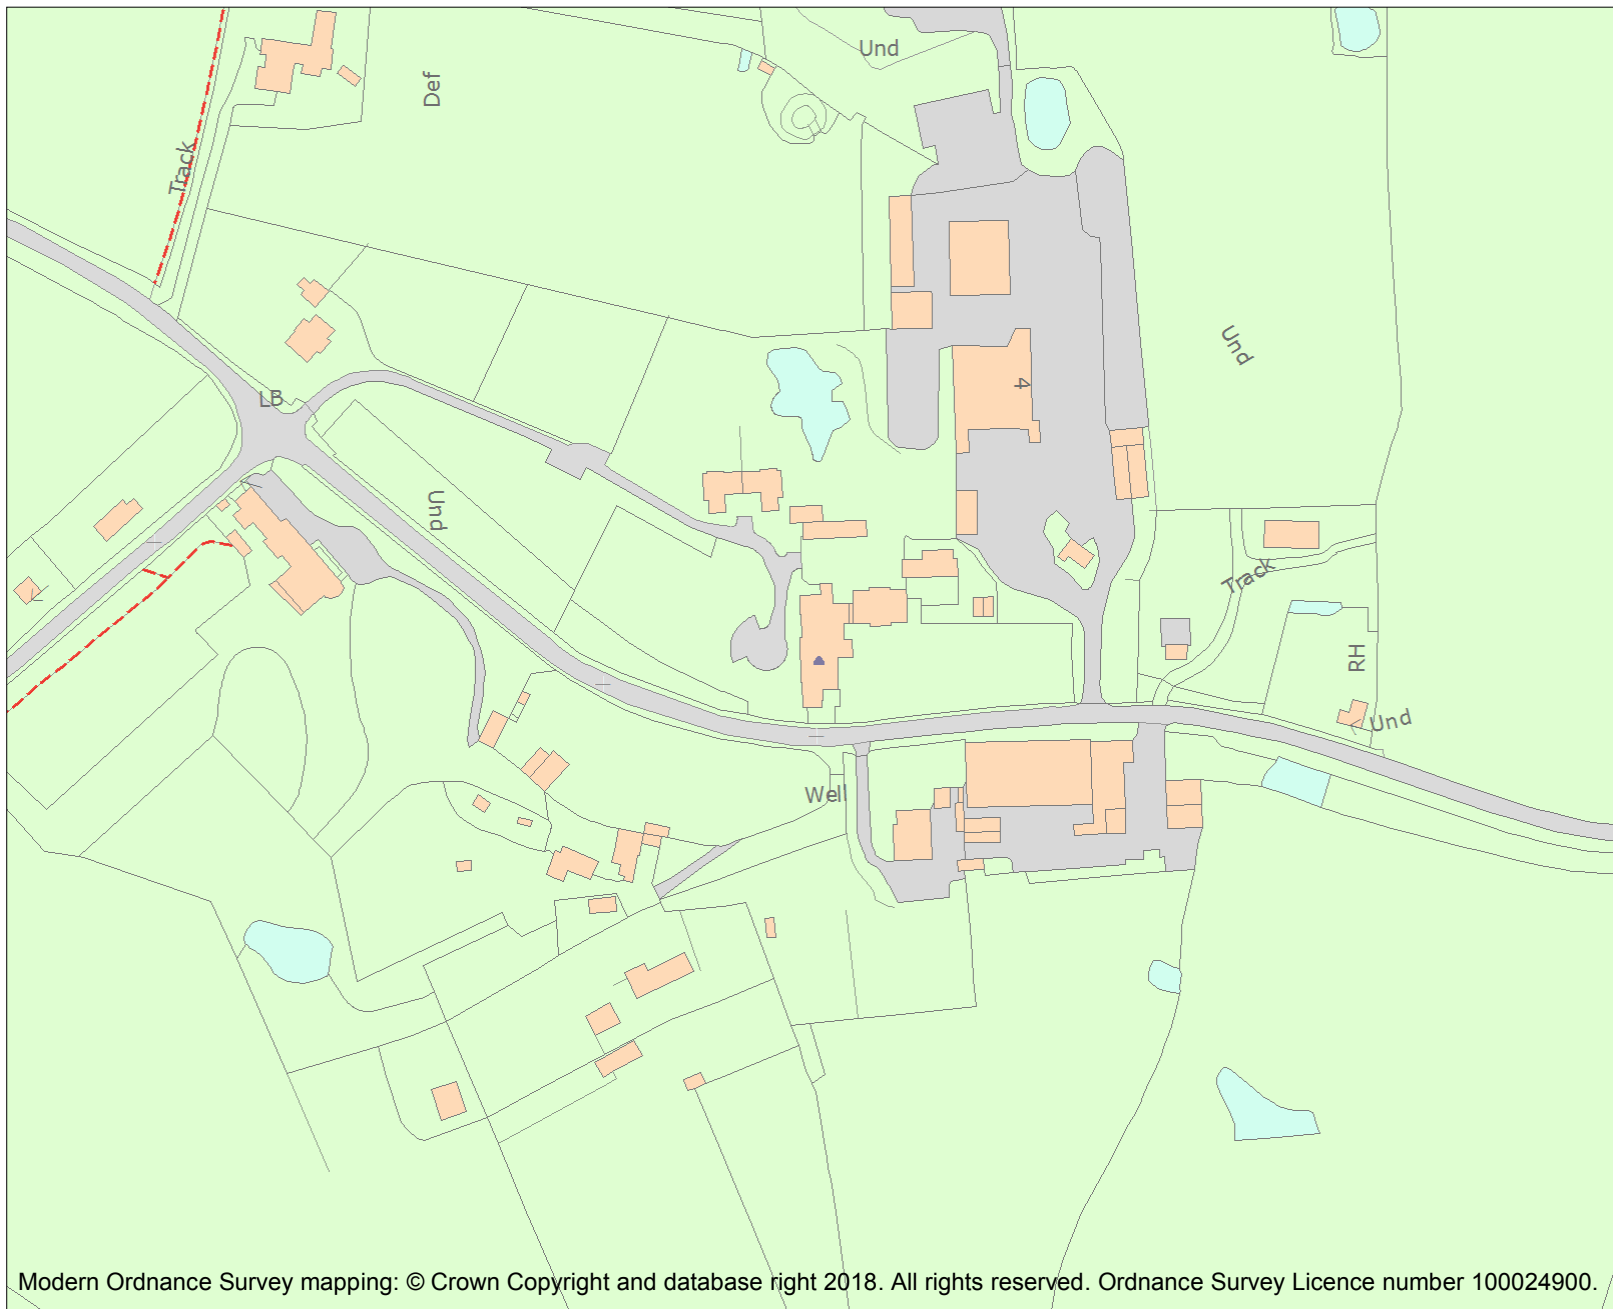 Und
Def
Track
Und
4
LB
Und
Track
RH
Und
Well
Modern Ordnance Survey mapping: © Crown Copyright and database right 2018. All rights reserved. Ordnance Survey Licence number 100024900.